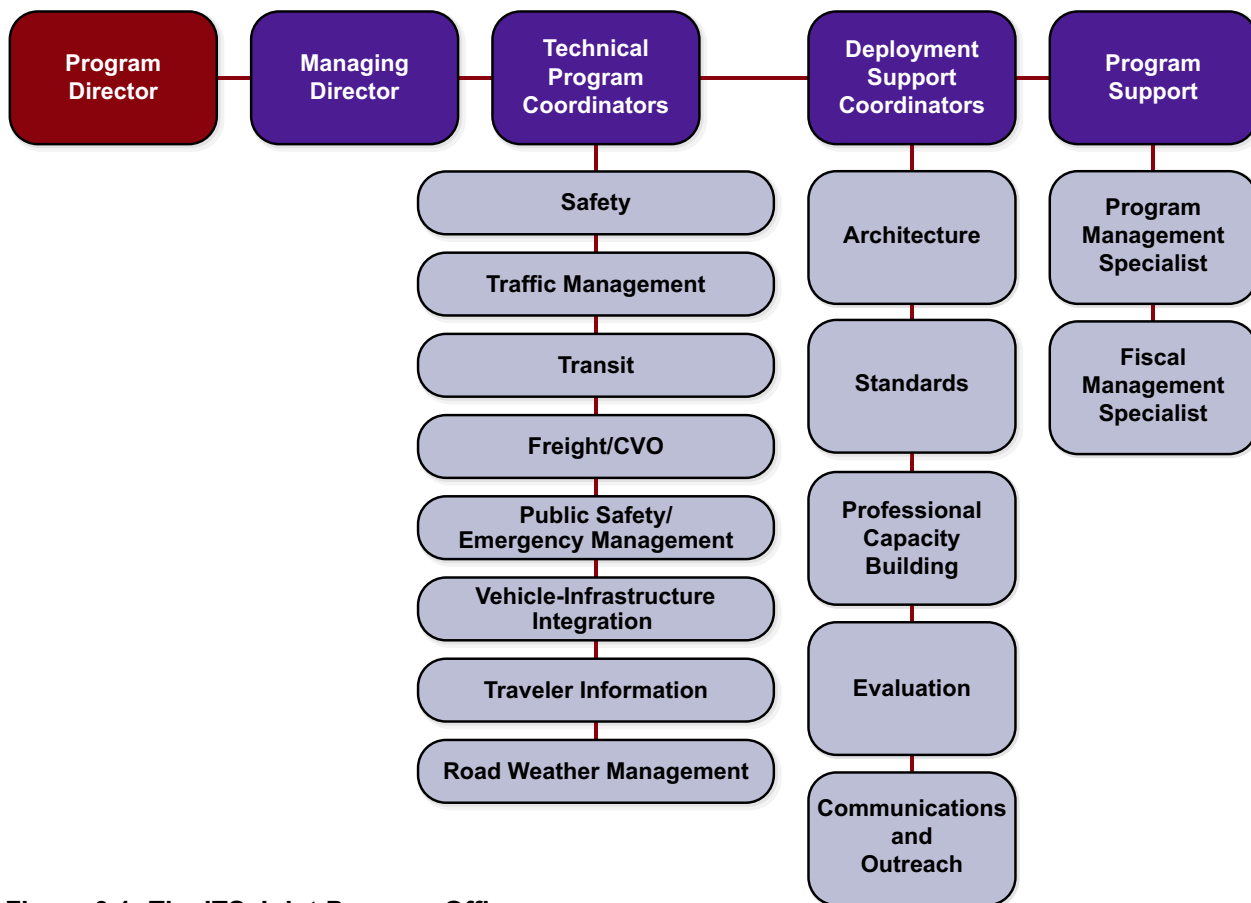 Program
Director
Managing
Director
Technical
Program
Coordinators
Deployment
Support
Coordinators
Program
Support
Safety
Traffic Management
Transit
Freight/CVO
Public Safety/
Emergency Management
Vehicle-Infrastructure
Integration
Traveler Information
Road Weather Management
Architecture
Standards
Professional
Capacity
Building
Evaluation
Communications
and
Outreach
Program
Management
Specialist
Fiscal
Management
Specialist